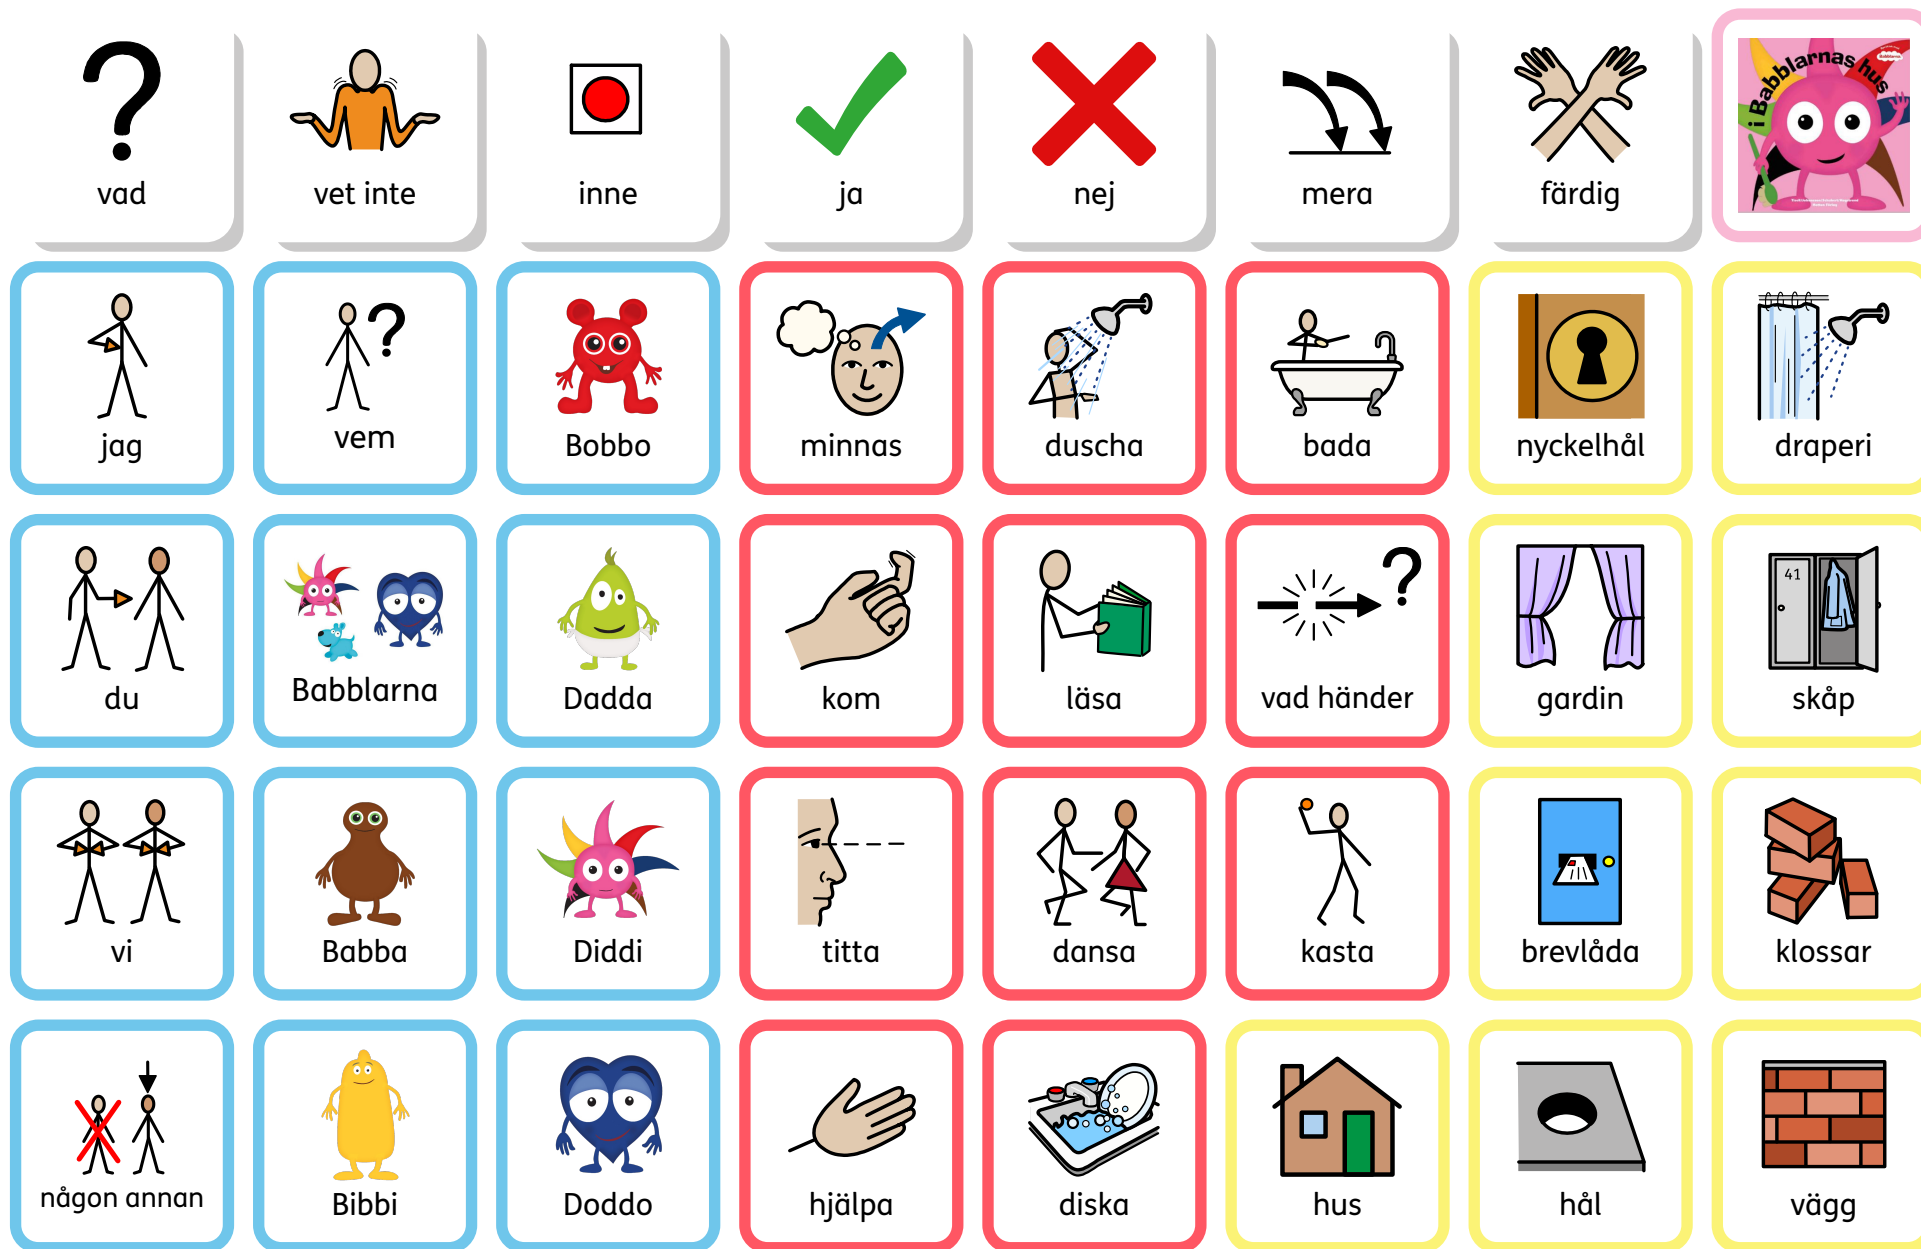 vad
vet inte
inne
ja
nej
mera
färdig
i Babblarnas hus
jag
vem
Bobbo
minnas
duscha
bada
nyckelhål
draperi
du
Babblarna
Dadda
kom
läsa
vad händer
gardin
41
skåp
vi
Babba
Diddi
titta
dansa
kasta
brevlåda
klossar
någon annan
Bibbi
Doddo
hjälpa
diska
hus
hål
vägg